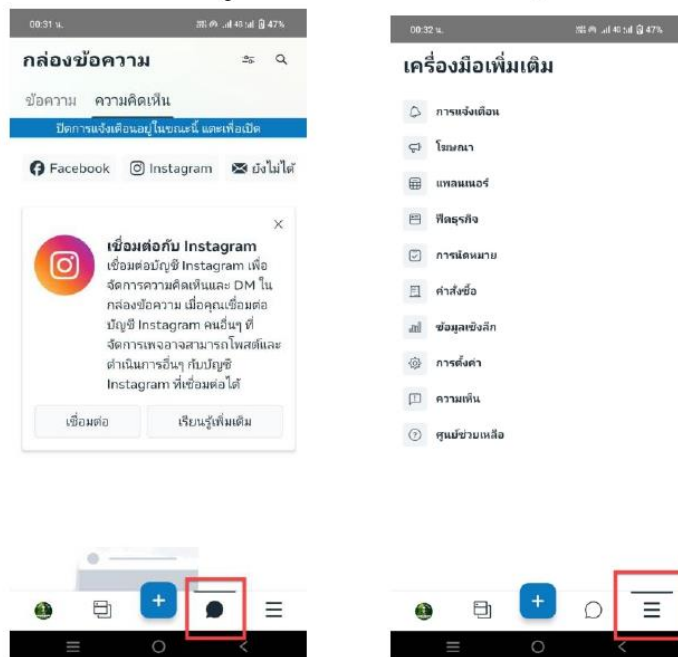 00:31 น.
47%
กล่องข้อความ
ข้อความ ความคิดเห็น
ปิดการแจ้งเตือนอยู่ในขณะนี้ แตะเพื่อเปิด
Facebook Instagram ยังไม่ได้
เชื่อมต่อกับ Instagram
เชื่อมต่อบัญชี Instagram เพื่อ
จัดการความคิดเห็นและ DM ใน
กล่องข้อความ เมื่อคุณเชื่อมต่อ
บัญชี Instagram คนอื่นๆ ที่
จัดการเพจอาจสามารถโพสต์และ
ดำเนินการอื่นๆ กับบัญชี
Instagram ที่เชื่อมต่อได้
เชื่อมต่อ เรียนรู้เพิ่มเติม
00:32 น.
47%
เครื่องมือเพิ่มเติม
การแจ้งเตือน
โฆษณา
แพลนเนอร์
ฟีดธุรกิจ
การนัดหมาย
คำสั่งซื้อ
ข้อมูลเชิงลึก
การตั้งค่า
ความเห็น
ศูนย์ช่วยเหลือ